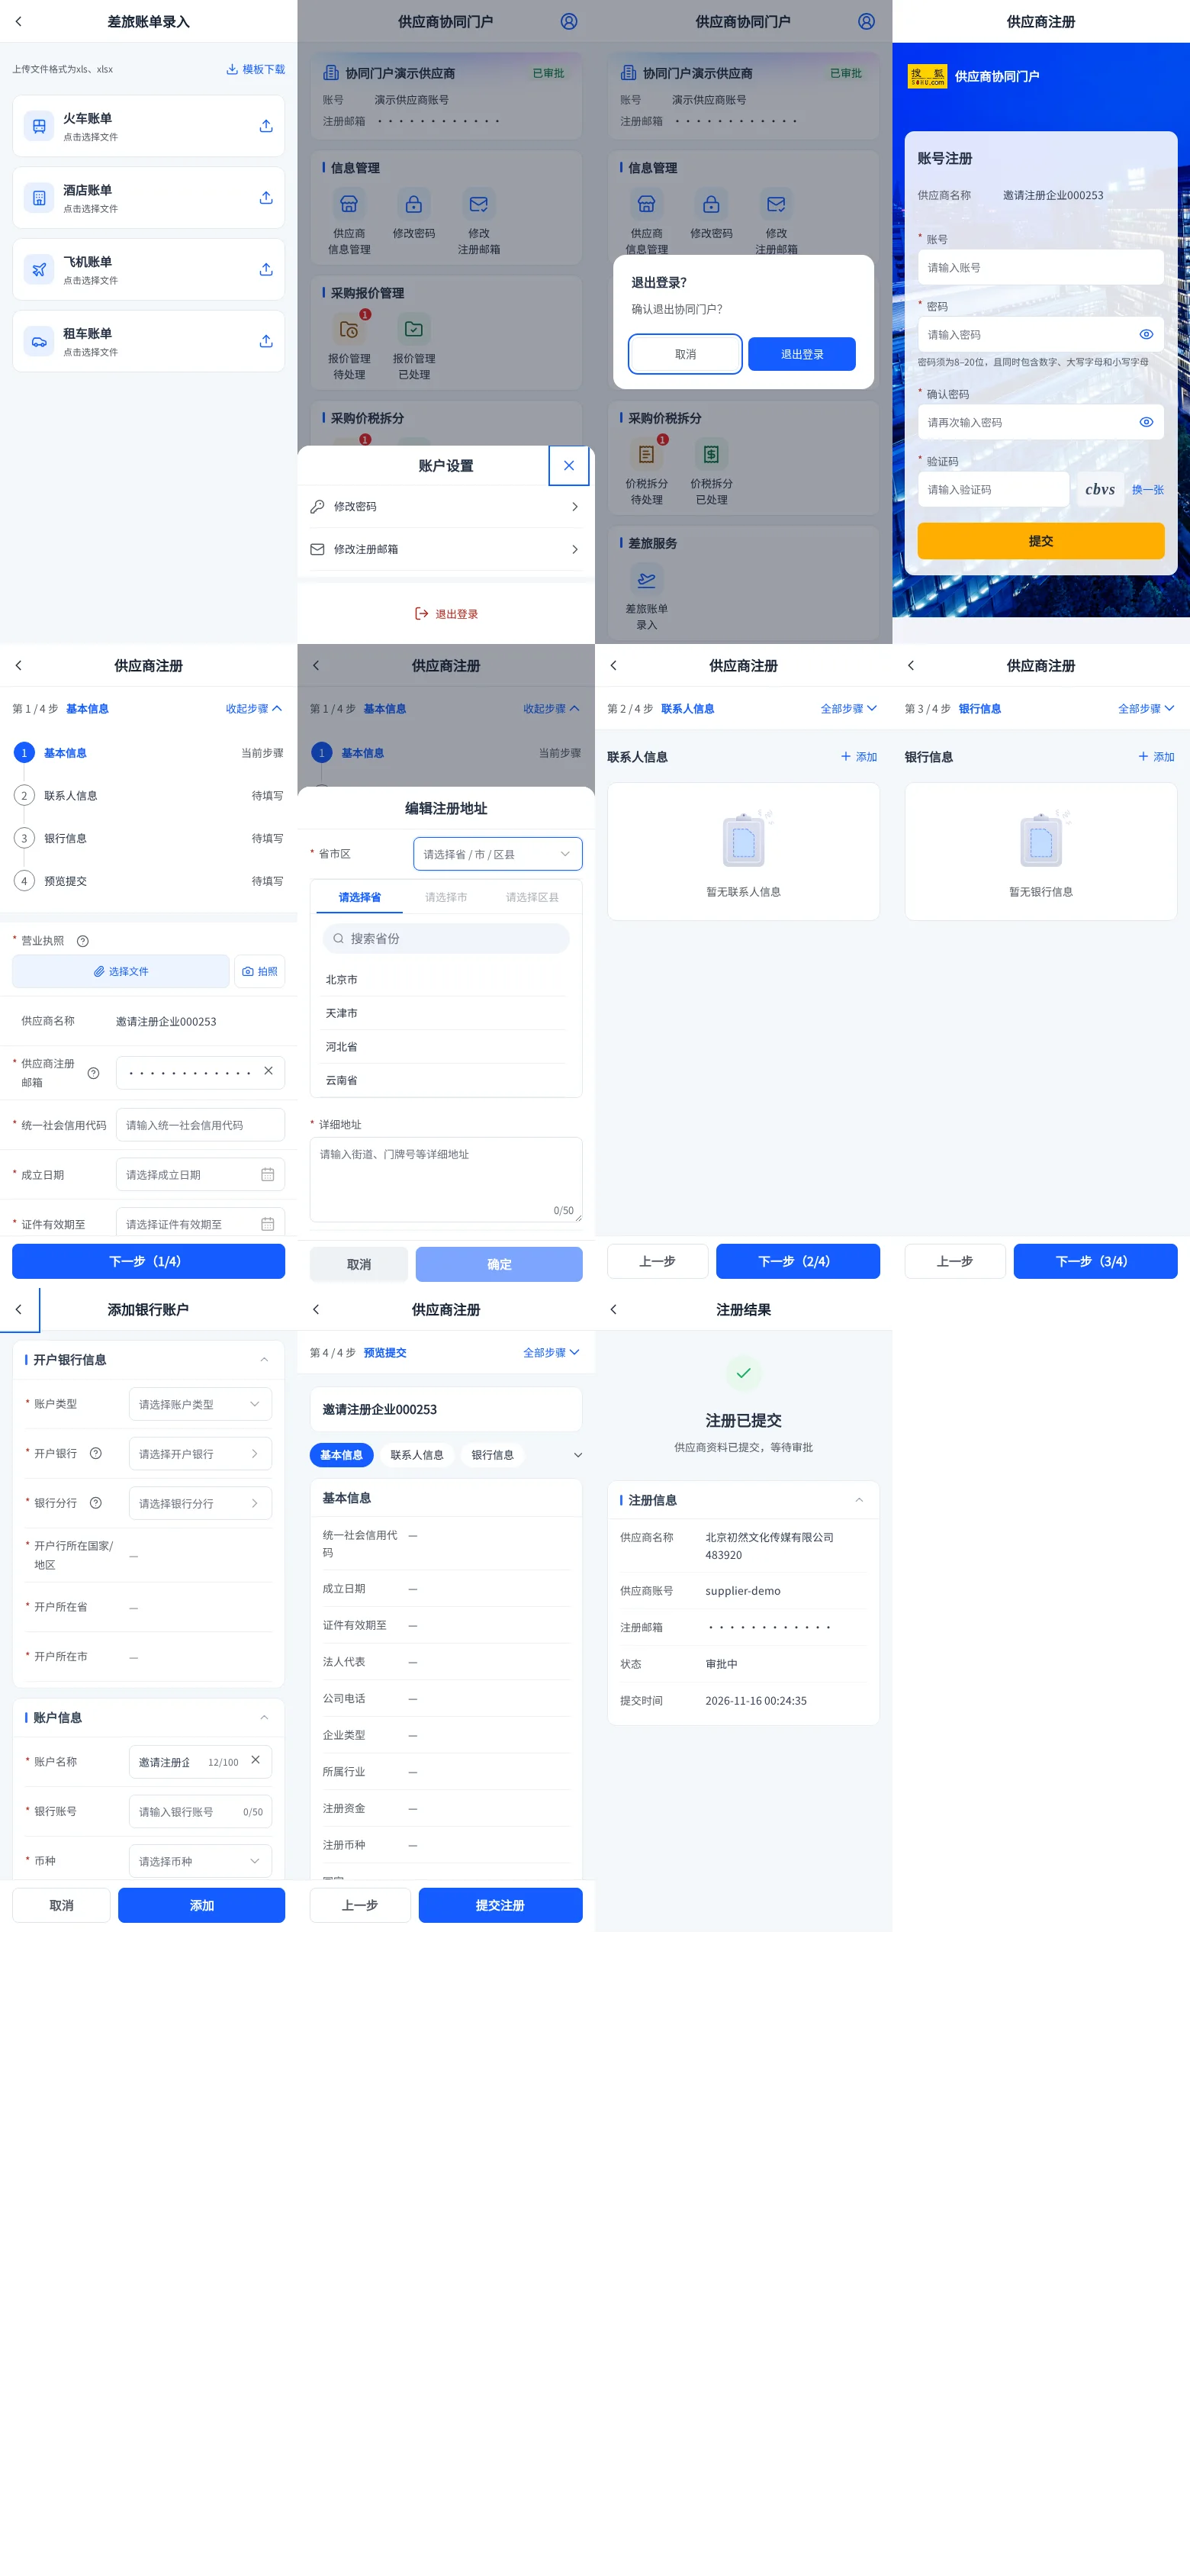 差旅账单录入
上传文件格式为xls、xlsx
模板下载
火车账单
点击选择文件
酒店账单
点击选择文件
飞机账单
点击选择文件
租车账单
点击选择文件
供应商协同门户
协同门户演示供应商
已审批
账号
演示供应商账号
注册邮箱
············
信息管理
供应商
信息管理
修改密码
修改
注册邮箱
采购报价管理
1
报价管理
待处理
报价管理
已处理
采购价税拆分
1
账户设置
修改密码
修改注册邮箱
退出登录
供应商协同门户
协同门户演示供应商
已审批
账号
演示供应商账号
注册邮箱
············
信息管理
供应商
信息管理
修改密码
修改
注册邮箱
退出登录?
确认退出协同门户?
取消
退出登录
采购价税拆分
1
价税拆分
待处理
价税拆分
已处理
差旅服务
差旅账单
录入
供应商注册
搜狐
SOHU.com
供应商协同门户
账号注册
供应商名称
邀请注册企业000253
* 账号
请输入账号
* 密码
请输入密码
密码须为8–20位，且同时包含数字、大写字母和小写字母
* 确认密码
请再次输入密码
* 验证码
请输入验证码
cbvs
换一张
提交
供应商注册
第 1 / 4 步 基本信息
收起步骤
1 基本信息 当前步骤
2 联系人信息 待填写
3 银行信息 待填写
4 预览提交 待填写
* 营业执照
选择文件
拍照
供应商名称
邀请注册企业000253
* 供应商注册
邮箱
············
* 统一社会信用代码
请输入统一社会信用代码
* 成立日期
请选择成立日期
* 证件有效期至
请选择证件有效期至
下一步（1/4）
供应商注册
第 1 / 4 步 基本信息
收起步骤
1 基本信息 当前步骤
编辑注册地址
* 省市区
请选择省 / 市 / 区县
请选择省
请选择市
请选择区县
搜索省份
北京市
天津市
河北省
云南省
* 详细地址
请输入街道、门牌号等详细地址
0/50
取消
确定
供应商注册
第 2 / 4 步 联系人信息
全部步骤
联系人信息
添加
暂无联系人信息
上一步
下一步（2/4）
供应商注册
第 3 / 4 步 银行信息
全部步骤
银行信息
添加
暂无银行信息
上一步
下一步（3/4）
添加银行账户
开户银行信息
* 账户类型
请选择账户类型
* 开户银行
请选择开户银行
* 银行分行
请选择银行分行
* 开户行所在国家/
地区
—
* 开户所在省
—
* 开户所在市
—
账户信息
* 账户名称
邀请注册企
12/100
* 银行账号
请输入银行账号
0/50
* 币种
请选择币种
取消
添加
供应商注册
第 4 / 4 步 预览提交
全部步骤
邀请注册企业000253
基本信息
联系人信息
银行信息
基本信息
统一社会信用代
码
—
成立日期 —
证件有效期至 —
法人代表 —
公司电话 —
企业类型 —
所属行业 —
注册资金 —
注册币种 —
上一步
提交注册
注册结果
注册已提交
供应商资料已提交，等待审批
注册信息
供应商名称
北京初然文化传媒有限公司
483920
供应商账号
supplier-demo
注册邮箱
············
状态
审批中
提交时间
2026-11-16 00:24:35